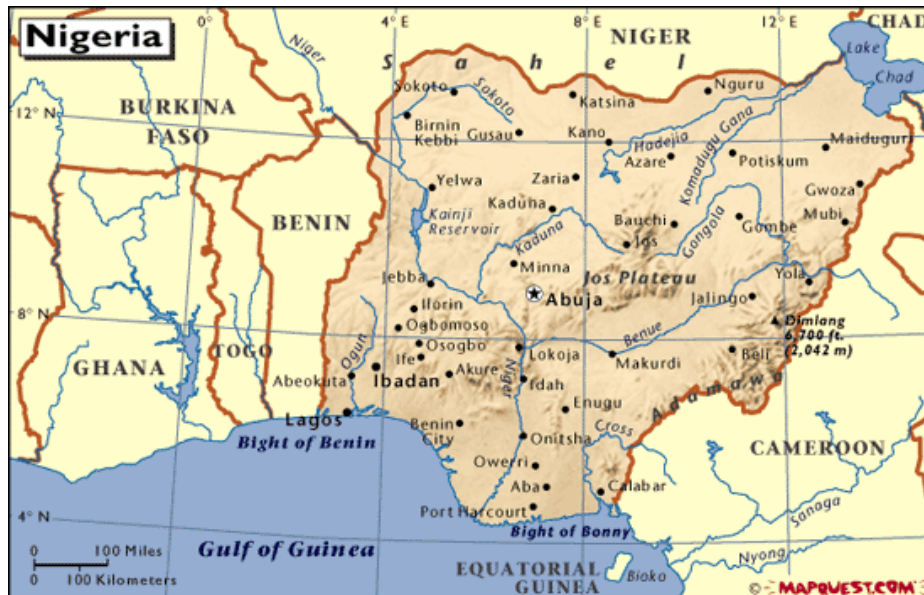 Nigeria
0°
4° E
8° E
12° E
CHAD
NIGER
Lake
Chad
Niger
S a h e l
Sokoto
Sokoto
Katsina
Nguru
BURKINA
FASO
12° N
Birnin
Kebbi
Gusau
Kano
Hadejia
Komadugu Gana
Maiduguri
Azare
Potiskum
Zaria
Yelwa
Gwoza
Kaduna
BENIN
Kainji
Reservoir
Bauchi
Gongola
Mubi
Gombe
Kaduna
Jos
Minna
Jos Plateau
Jebba
Yola
Abuja
Jalingo
Ilorin
8° N
Ogbomoso
Benue
Dimlang
6,700 ft.
(2,042 m)
Osogbo
Lokoja
GHANA
TOGO
Ogun
Ife
Makurdi
Beli
Ibadan
Akure
Niger
Idah
Abeokuta
Adamawa
Enugu
Lagos
Benin
City
Cross
Bight of Benin
Onitsha
CAMEROON
Owerri
Aba
Calabar
4° N
Port Harcourt
Sanaga
Bight of Bonny
Gulf of Guinea
0 100 Miles
0 100 Kilometers
Nyong
EQUATORIAL
GUINEA
Bioko
© MAPQUEST.COM